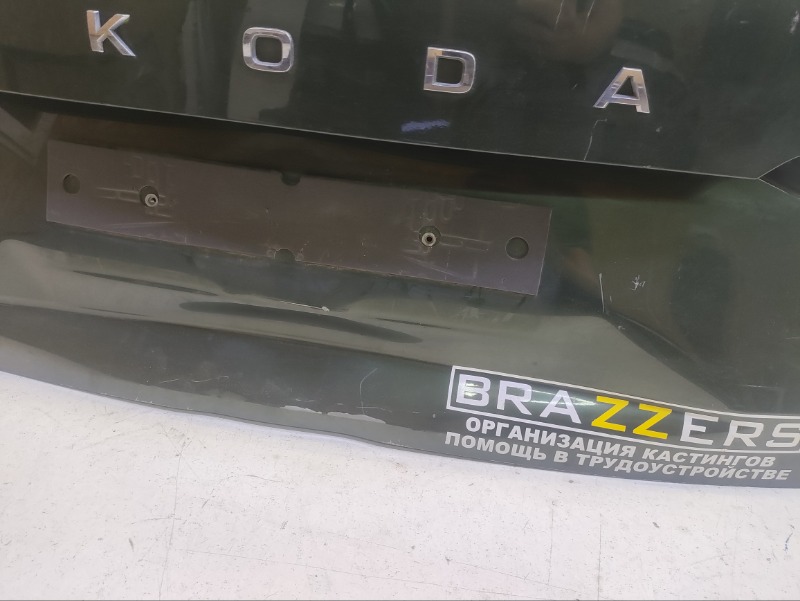 KODA
BRAZZERS
ОРГАНИЗАЦИЯ КАСТИНГОВ
ПОМОЩЬ В ТРУДОУСТРОЙСТВЕ